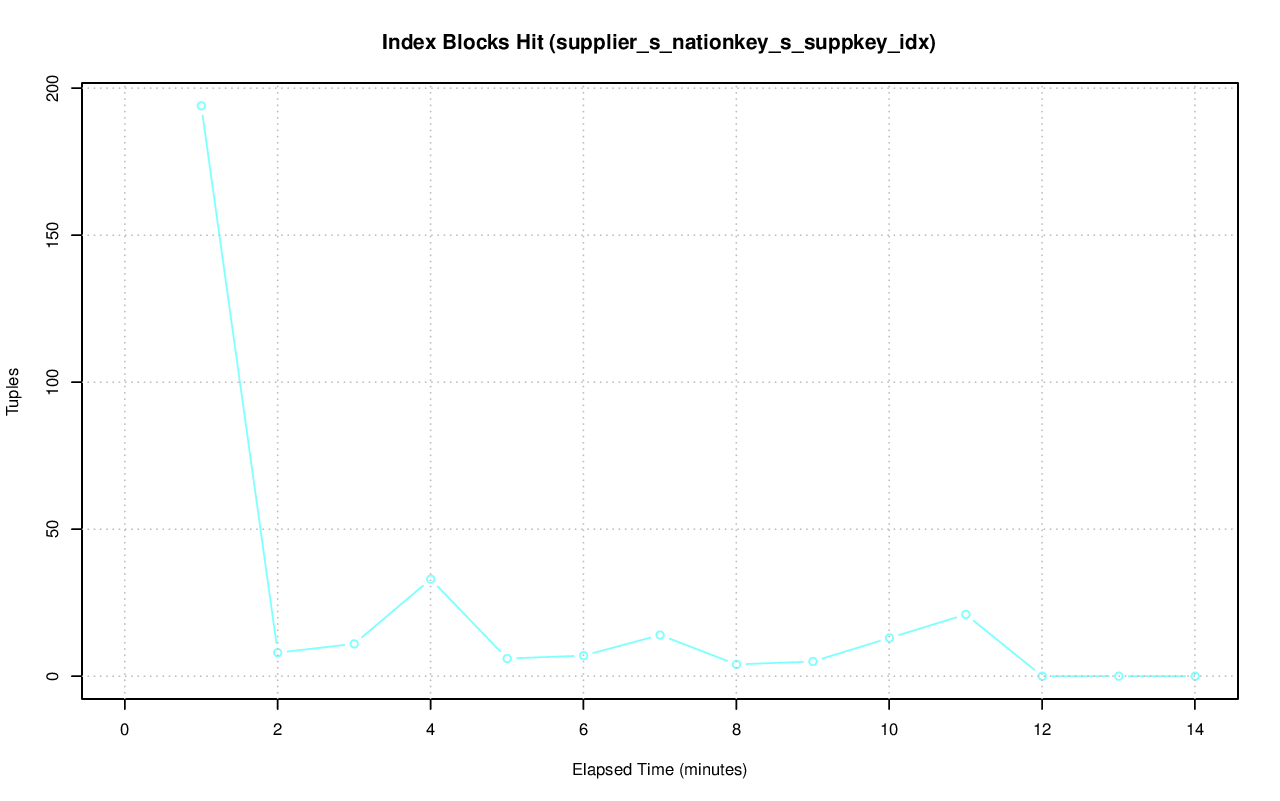 Index Blocks Hit (supplier_s_nationkey_s_suppkey_idx)
200
150
100
50
0
Tuples
0 2 4 6 8 10 12 14
Elapsed Time (minutes)